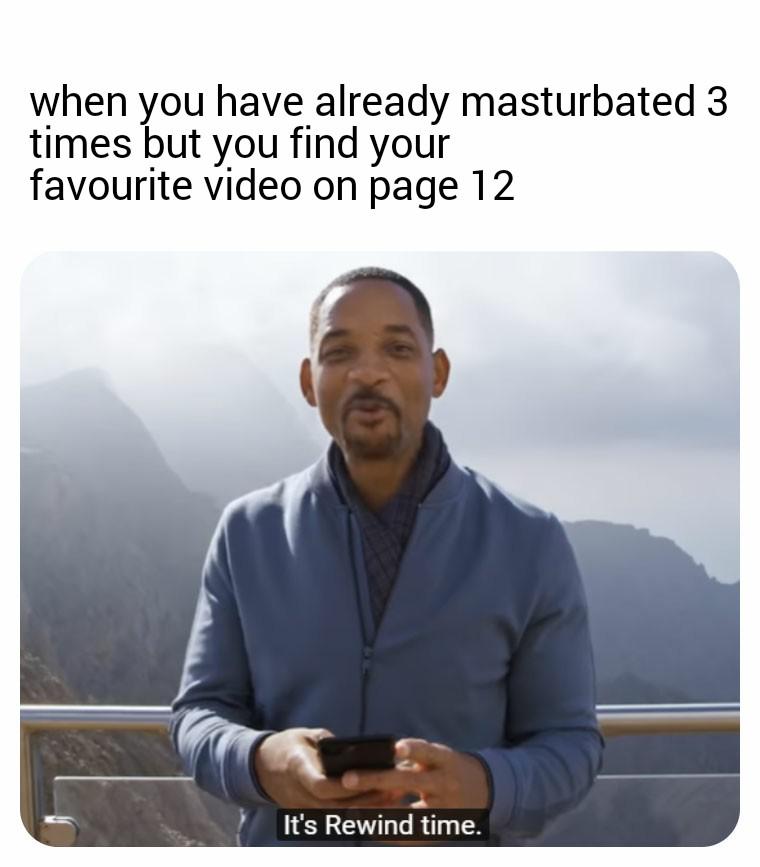 when you have already masturbated 3
times but you find your
favourite video on page 12
It's Rewind time.